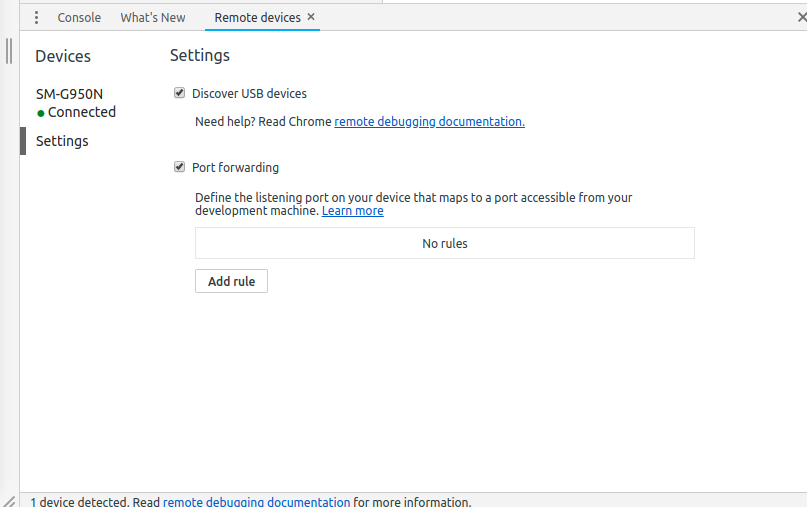 Console What's New Remote devices
Devices
SM-G950N
Connected
Settings
Settings
Discover USB devices
Need help? Read Chrome remote debugging documentation.
Port forwarding
Define the listening port on your device that maps to a port accessible from your
development machine. Learn more
No rules
Add rule
1 device detected. Read remote debugging documentation for more information.